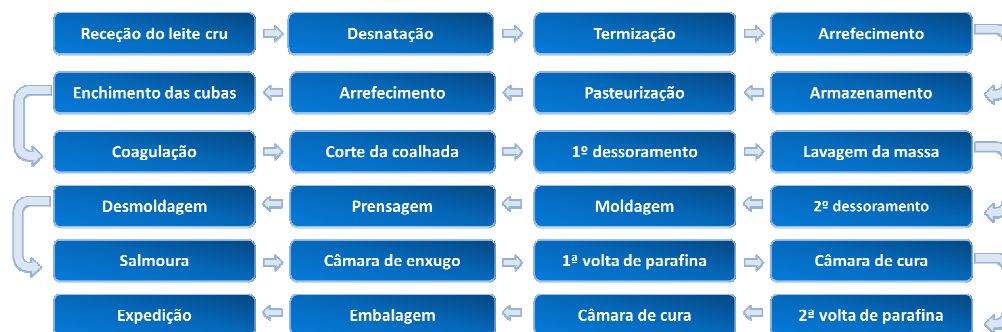 Receção do leite cru
Desnatação
Termização
Arrefecimento
Enchimento das cubas
Arrefecimento
Pasteurização
Armazenamento
Coagulação
Corte da coalhada
1º dessoramento
Lavagem da massa
Desmoldagem
Prensagem
Moldagem
2º dessoramento
Salmoura
Câmara de enxugo
1ª volta de parafina
Câmara de cura
Expedição
Embalagem
Câmara de cura
2ª volta de parafina